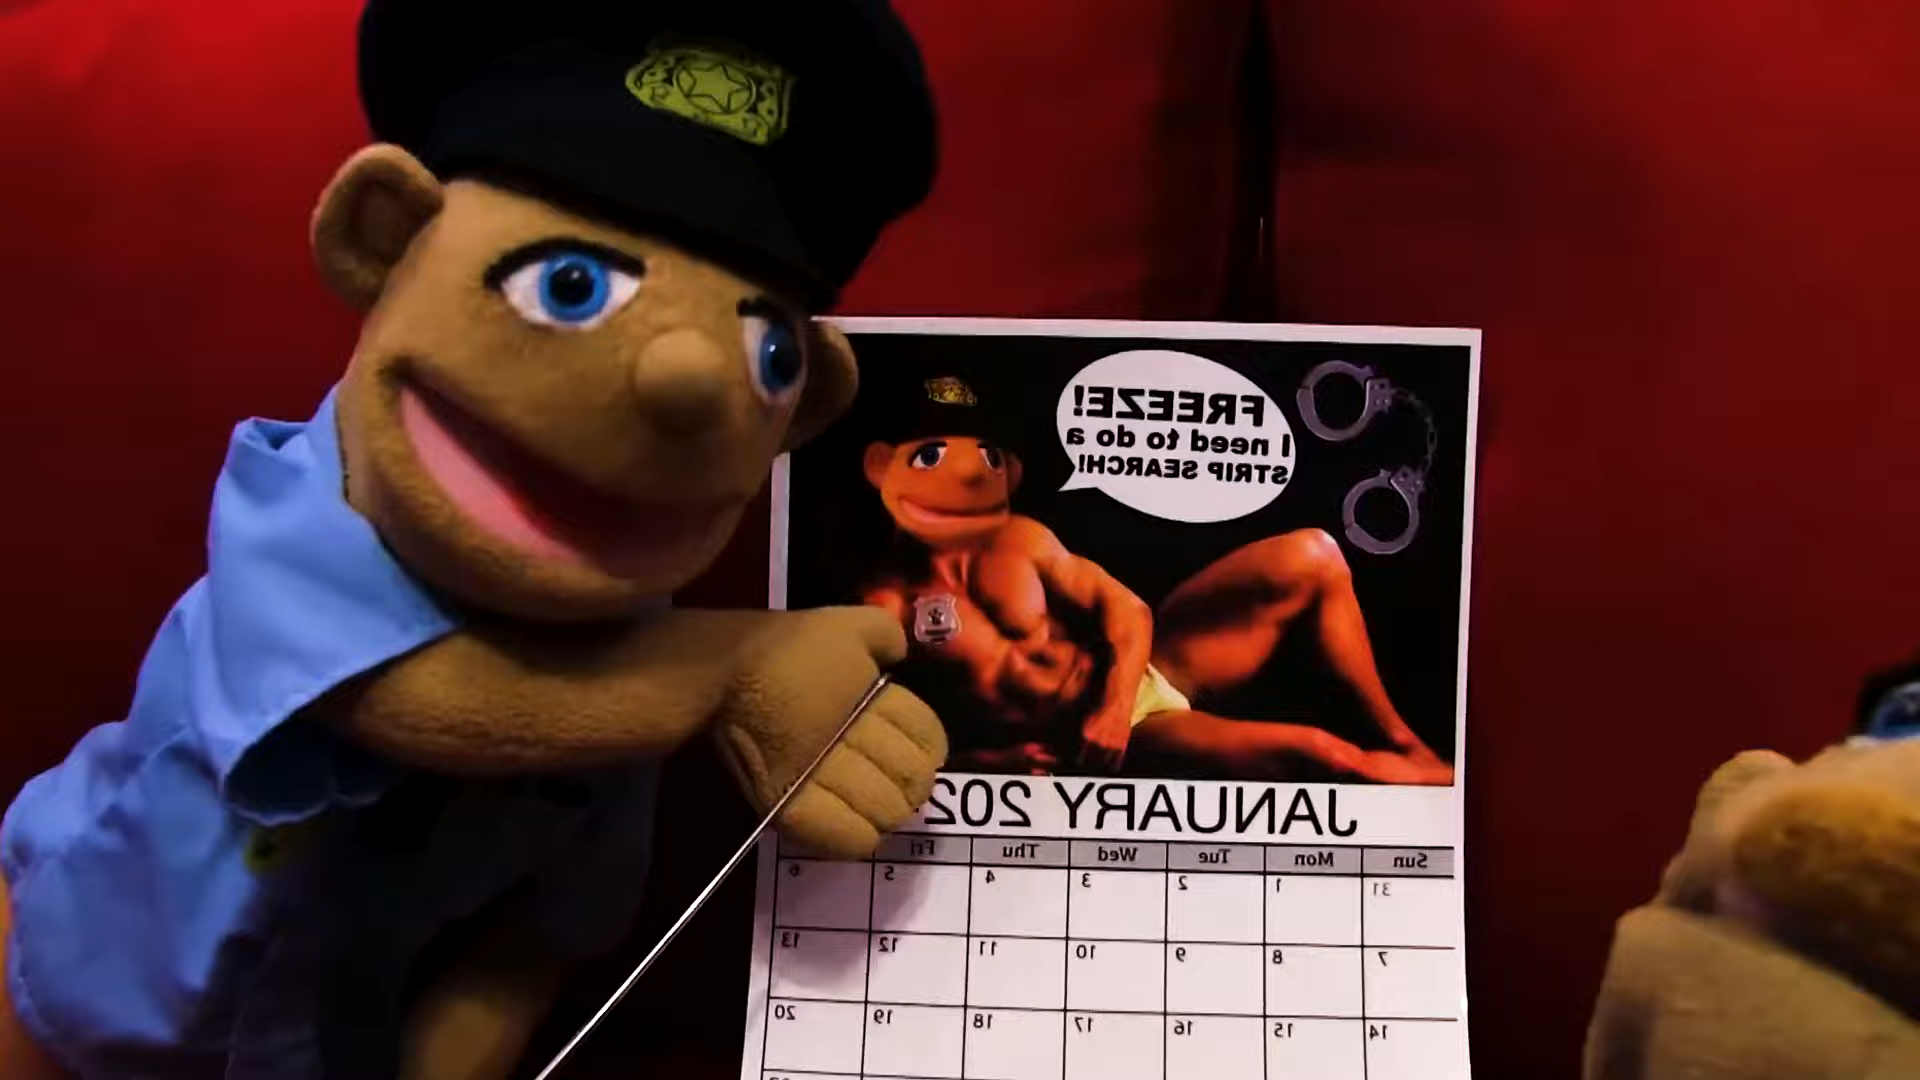 FREEZE!
I need to do a
STRIP SEARCH!
JANUARY 202
Sun Mon Tue Wed Thu Fri
31 1 2 3 4 5 6
7 8 9 10 11 12 13
14 15 16 17 18 19 20